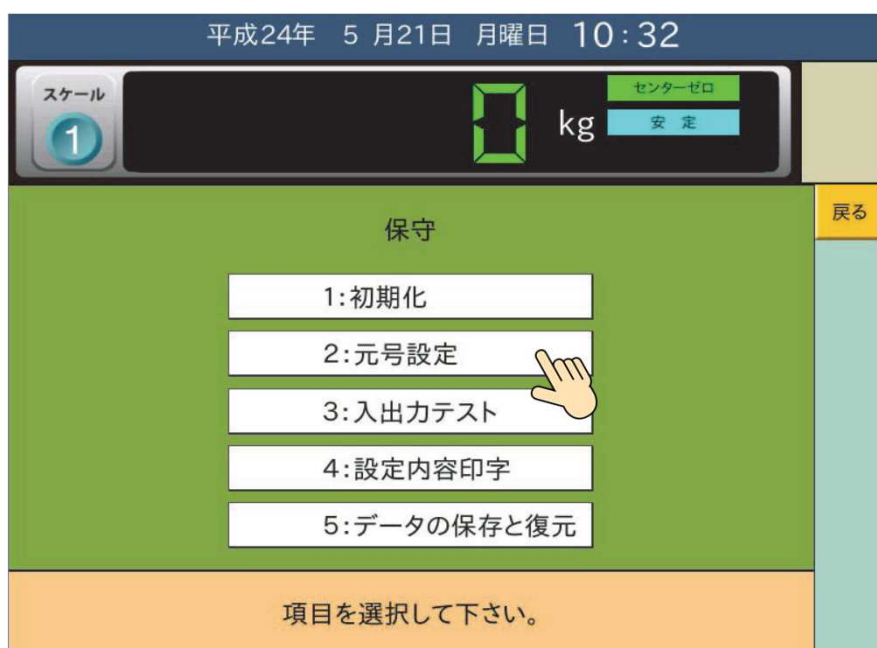 平成24年 5月21日 月曜日 10:32
スケール
1
0 kg
センターゼロ
安 定
戻る
保守
1:初期化
2:元号設定
3:入出力テスト
4:設定内容印字
5:データの保存と復元
項目を選択して下さい。